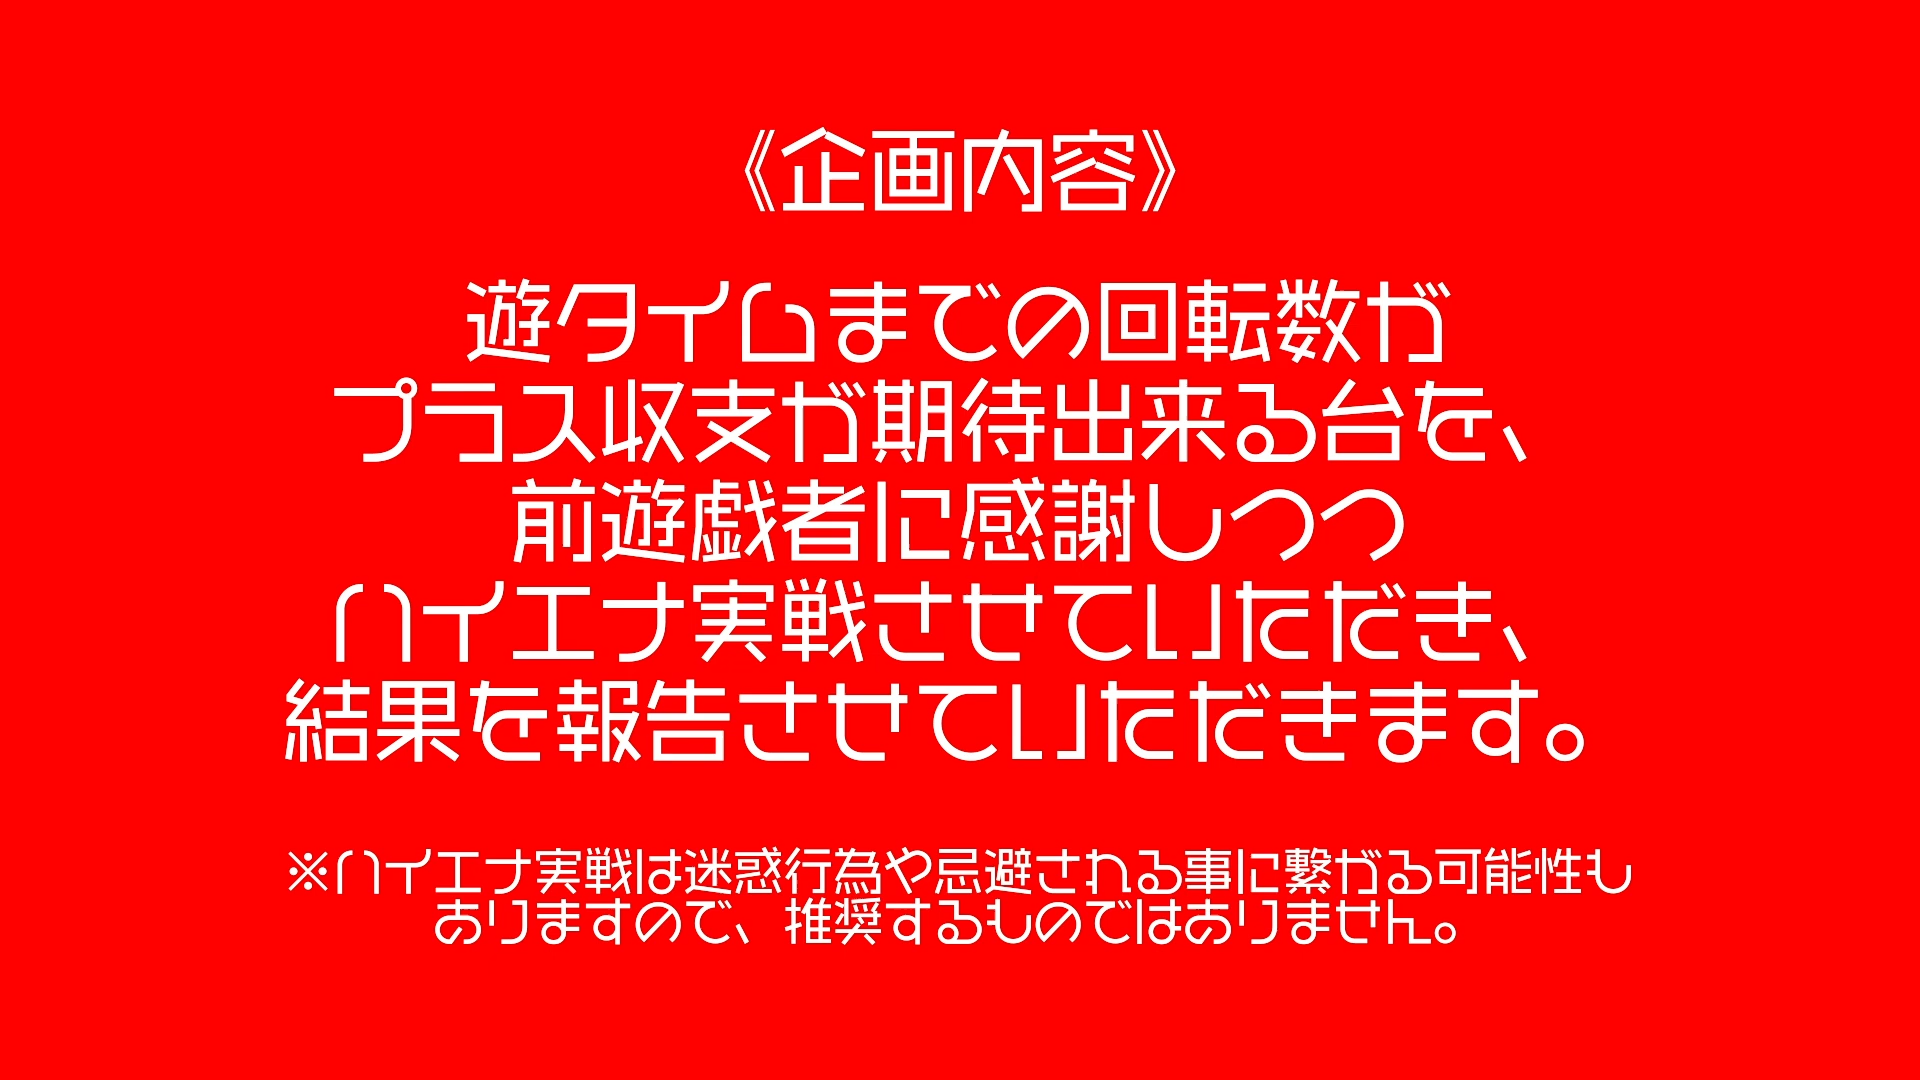 《企画内容》
遊タイムまでの回転数が
プラス収支が期待出来る台を、
前遊戯者に感謝しつつ
ハイエナ実戦させていただき、
結果を報告させていただきます。
※ハイエナ実戦は迷惑行為や忌避される事に繋がる可能性も
ありますので、推奨するものではありません。